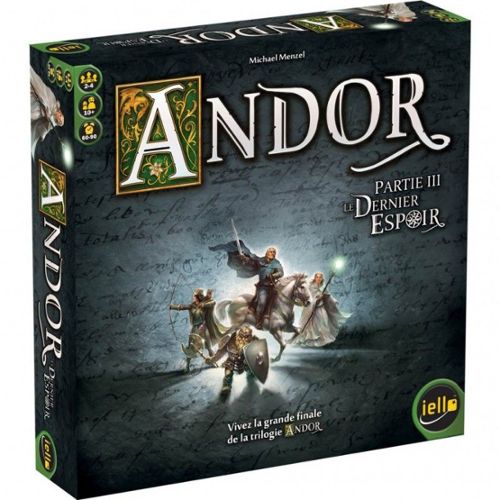 Michael Menzel
ANDOR
PARTIE III
LE DERNIER
ESPOIR
Vivez la grande finale
de la trilogie ANDOR
iello
2-4
10+
60-90
ANDOR
LE DERNIER
ESPOIR
iello